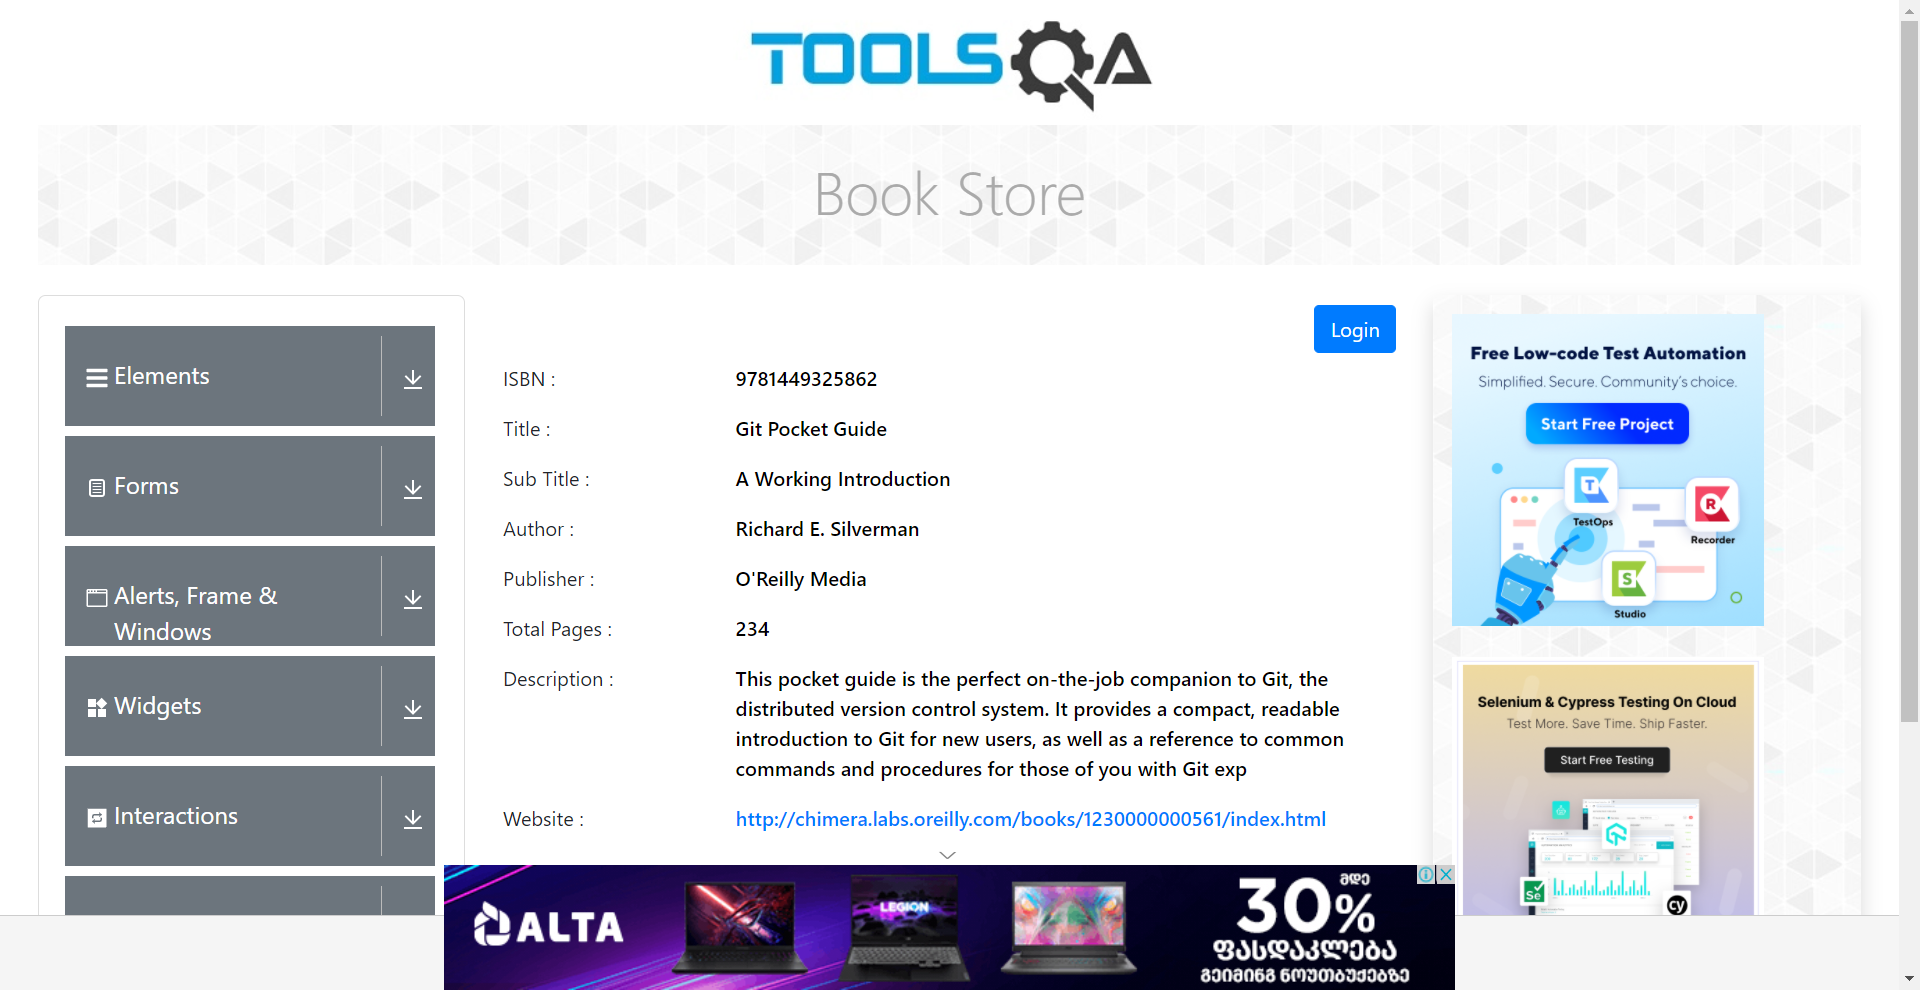 TOOLSQA
Book Store
Elements
Forms
Alerts, Frame &
Windows
Widgets
Interactions
Login
ISBN : 9781449325862
Title : Git Pocket Guide
Sub Title : A Working Introduction
Author : Richard E. Silverman
Publisher : O'Reilly Media
Total Pages : 234
Description : This pocket guide is the perfect on-the-job companion to Git, the
distributed version control system. It provides a compact, readable
introduction to Git for new users, as well as a reference to common
commands and procedures for those of you with Git exp
Website : http://chimera.labs.oreilly.com/books/1230000000561/index.html
Free Low-code Test Automation
Simplified. Secure. Community's choice.
Start Free Project
TestOps
Recorder
Studio
Selenium & Cypress Testing On Cloud
Test More. Save Time. Ship Faster.
Start Free Testing
Se
cy
ALTA
LEGION
მდე
30%
ფასდაკლება
გეიმინგ ნოუთბუქებზე